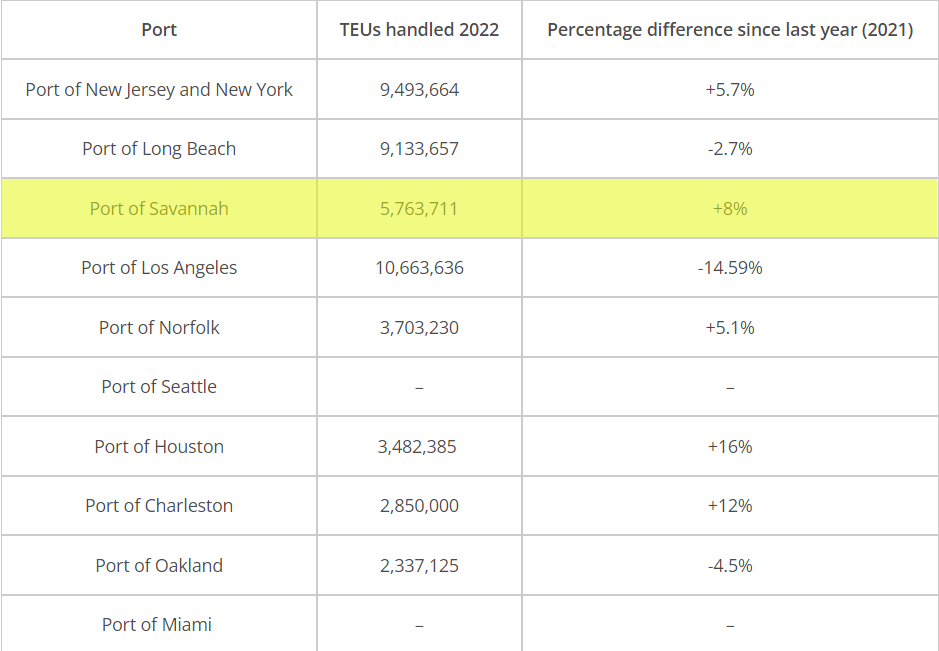 Port TEUs handled 2022 Percentage difference since last year (2021)
Port of New Jersey and New York 9,493,664 +5.7%
Port of Long Beach 9,133,657 -2.7%
Port of Savannah 5,763,711 +8%
Port of Los Angeles 10,663,636 -14.59%
Port of Norfolk 3,703,230 +5.1%
Port of Seattle – –
Port of Houston 3,482,385 +16%
Port of Charleston 2,850,000 +12%
Port of Oakland 2,337,125 -4.5%
Port of Miami – –